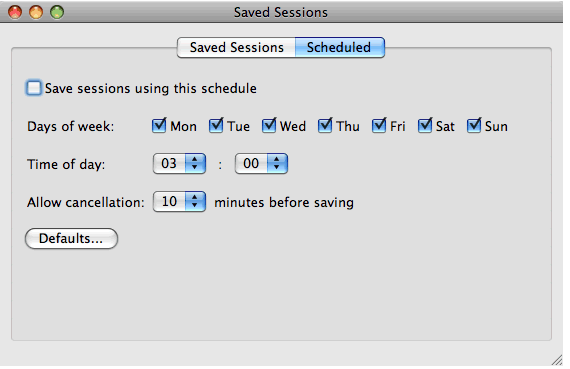 Saved Sessions
Saved Sessions Scheduled
Save sessions using this schedule
Days of week: Mon Tue Wed Thu Fri Sat Sun
Time of day: 03 : 00
Allow cancellation: 10 minutes before saving
Defaults...